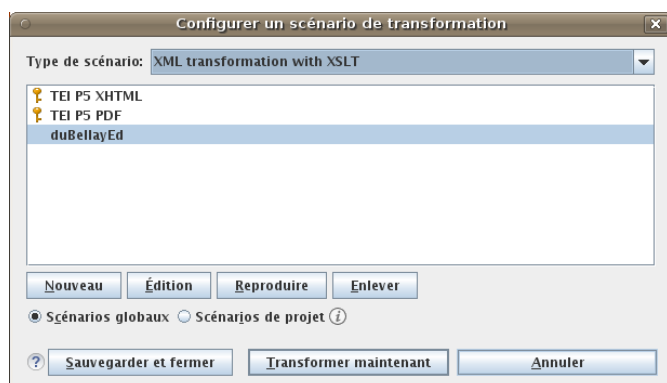 Configurer un scénario de transformation
Type de scénario: XML transformation with XSLT
TEI P5 XHTML
TEI P5 PDF
duBellayEd
Nouveau Édition Reproduire Enlever
Scénarios globaux Scénarios de projet i
? Sauvegarder et fermer Transformer maintenant Annuler